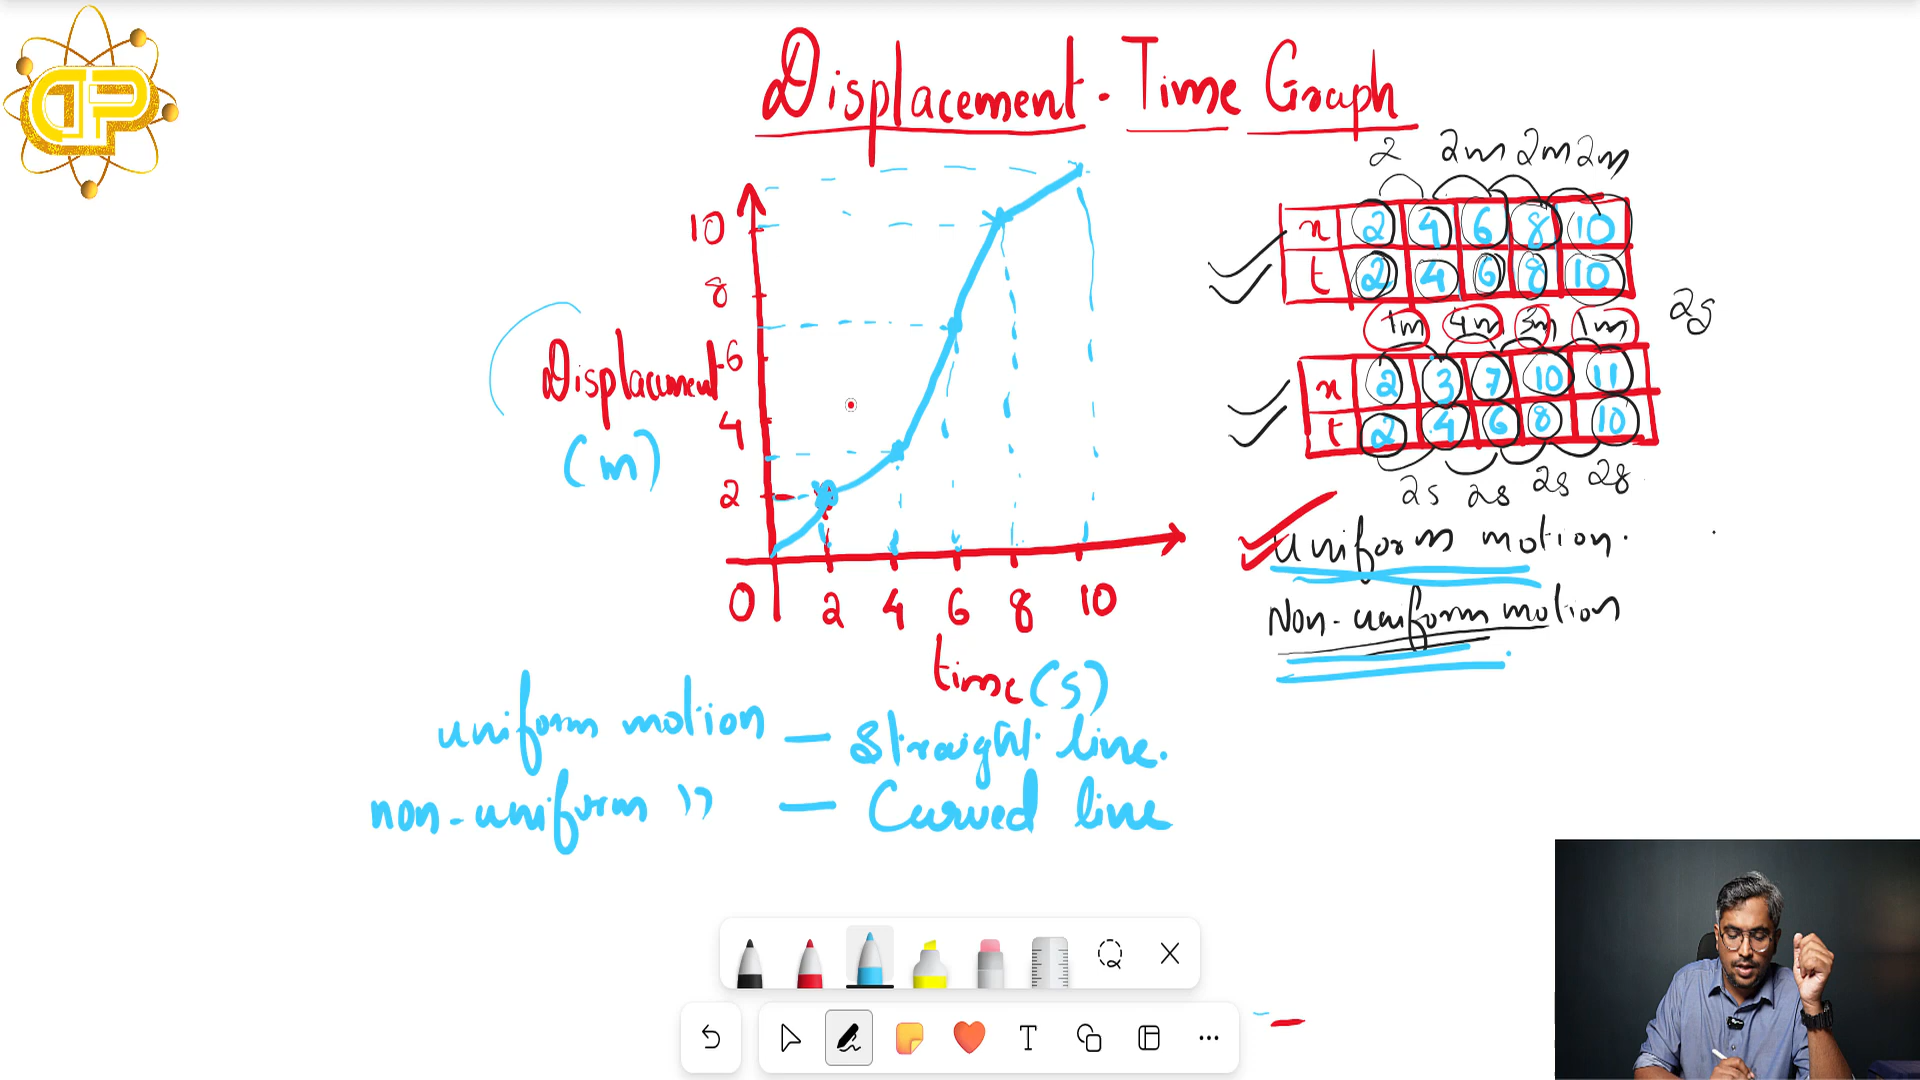 DP
Displacement - Time Graph
2 2m 2m 2m
x 2 4 6 8 10
t 2 4 6 8 10
2s
1m 4m 3m 1m
x 2 3 7 10 11
t 2 4 6 8 10
2s 2s 2s 2s
uniform motion.
Non-uniform motion
10
8
6
4
2
Displacement
(m)
0 2 4 6 8 10
time (s)
uniform motion — Straight line.
non-uniform " — Curved line
T